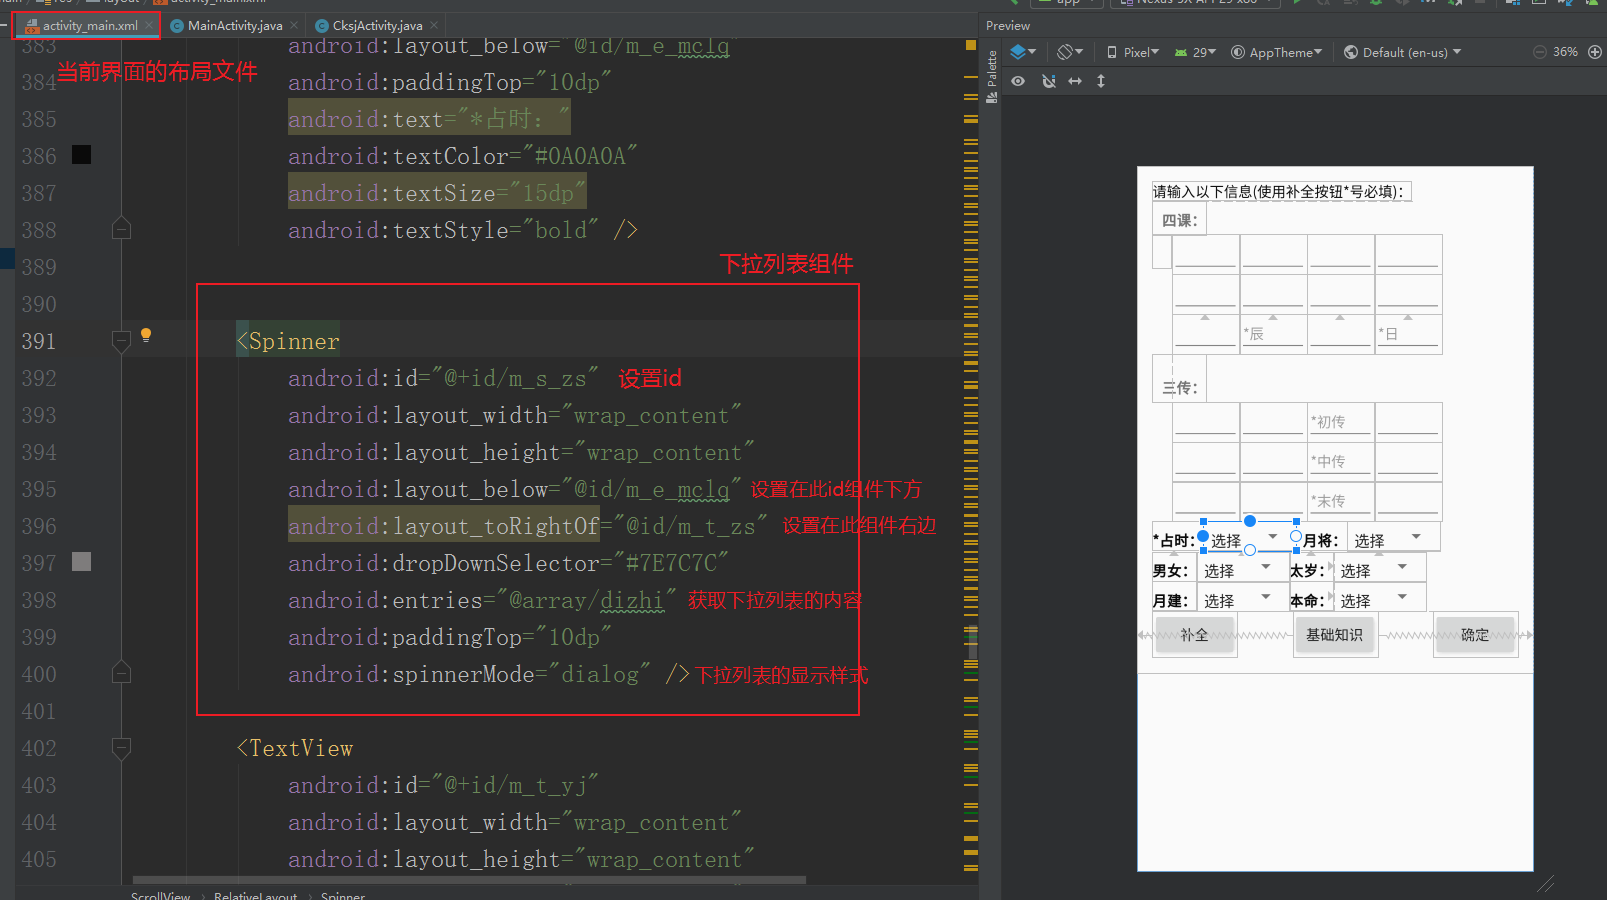 activity_main.xml
MainActivity.java
CksjActivity.java
Preview
当前界面的布局文件
383 android:layout_below="@id/m_e_mclq"
384 android:paddingTop="10dp"
385 android:text="*占时："
386 android:textColor="#0A0A0A"
387 android:textSize="15dp"
388 android:textStyle="bold" />
389
下拉列表组件
390
391 <Spinner
392 android:id="@+id/m_s_zs" 设置id
393 android:layout_width="wrap_content"
394 android:layout_height="wrap_content"
395 android:layout_below="@id/m_e_mclq" 设置在此id组件下方
396 android:layout_toRightOf="@id/m_t_zs" 设置在此组件右边
397 android:dropDownSelector="#7E7C7C"
398 android:entries="@array/dizhi" 获取下拉列表的内容
399 android:paddingTop="10dp"
400 android:spinnerMode="dialog" /> 下拉列表的显示样式
401
402 <TextView
403 android:id="@+id/m_t_yj"
404 android:layout_width="wrap_content"
405 android:layout_height="wrap_content"
ScrollView > RelativeLayout > Spinner
Palette
Pixel 29 AppTheme Default (en-us) 36%
请输入以下信息(使用补全按钮*号必填):
四课：
*辰 *日
三传：
*初传
*中传
*末传
*占时： 选择 月将： 选择
男女： 选择 太岁： 选择
月建： 选择 本命： 选择
补全 基础知识 确定